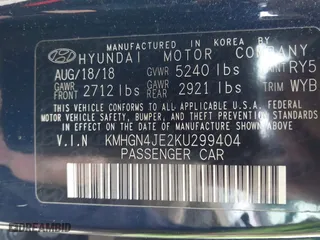 MANUFACTURED IN KOREA BY
HYUNDAI MOTOR COMPANY
AUG/18/18 GVWR 5240 lbs PAINT RY5
GAWR FRONT 2712 lbs GAWR REAR 2921 lbs TRIM WYB
THIS VEHICLE CONFORMS TO ALL APPLICABLE U.S.
FEDERAL MOTOR VEHICLE SAFETY, BUMPER, AND THEFT PREVENTION STANDARDS
IN EFFECT ON THE DATE OF MANUFACTURE SHOWN ABOVE.
V.I.N KMHGN4JE2KU299404
PASSENGER CAR
DREAMBID